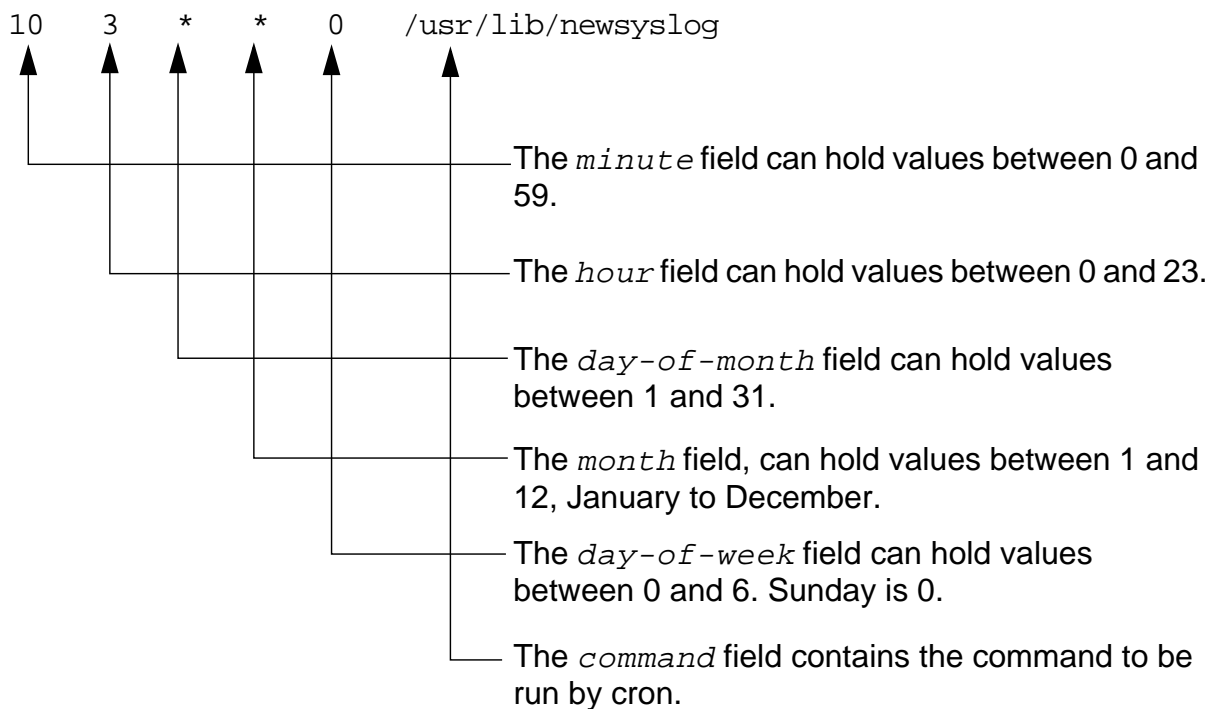 10 3 * * 0 /usr/lib/newsyslog
The minute field can hold values between 0 and
59.
The hour field can hold values between 0 and 23.
The day-of-month field can hold values
between 1 and 31.
The month field, can hold values between 1 and
12, January to December.
The day-of-week field can hold values
between 0 and 6. Sunday is 0.
The command field contains the command to be
run by cron.